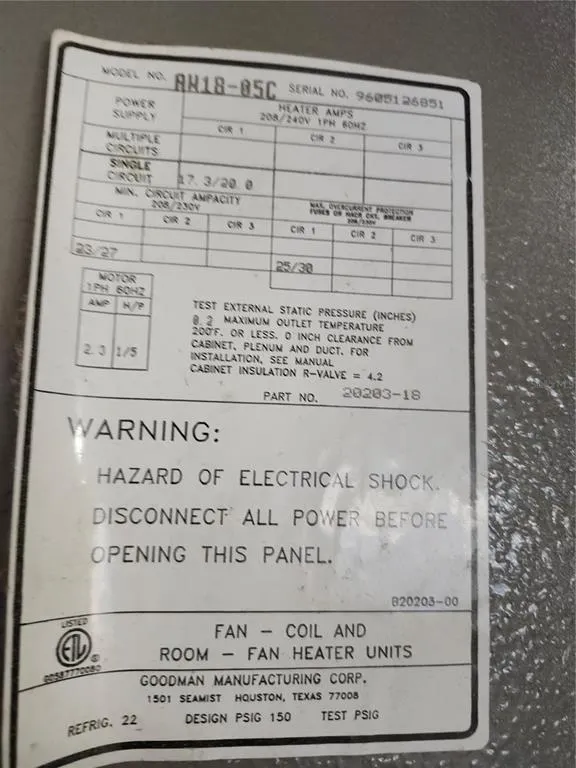 MODEL NO. AH18-05C SERIAL NO. 9605126851
POWER SUPPLY
HEATER AMPS
208/240V 1PH 60HZ
CIR 1 CIR 2 CIR 3
MULTIPLE CIRCUITS
SINGLE CIRCUIT 17.3/20.0
MIN. CIRCUIT AMPACITY
208/230V
MAX. OVERCURRENT PROTECTION
FUSES OR HACR CKT. BREAKER
208/230V
CIR 1 CIR 2 CIR 3 CIR 1 CIR 2 CIR 3
23/27 25/30
MOTOR
1PH 60HZ
AMP H/P
2.3 1/5
TEST EXTERNAL STATIC PRESSURE (INCHES)
0.2 MAXIMUM OUTLET TEMPERATURE
200°F. OR LESS. 0 INCH CLEARANCE FROM
CABINET, PLENUM AND DUCT. FOR
INSTALLATION, SEE MANUAL
CABINET INSULATION R-VALVE = 4.2
PART NO. 20203-18
WARNING:
HAZARD OF ELECTRICAL SHOCK.
DISCONNECT ALL POWER BEFORE
OPENING THIS PANEL.
B20203-00
LISTED
ETL
FAN - COIL AND
ROOM - FAN HEATER UNITS
GOODMAN MANUFACTURING CORP.
1501 SEAMIST HOUSTON, TEXAS 77008
REFRIG. 22 DESIGN PSIG 150 TEST PSIG